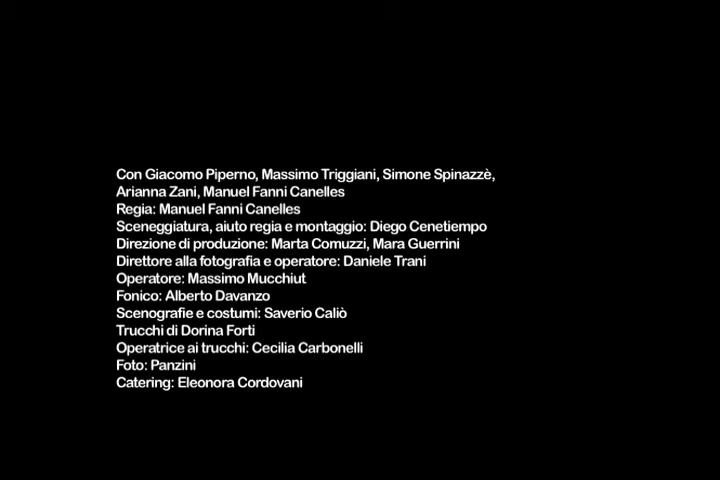 Con Giacomo Piperno, Massimo Triggiani, Simone Spinazzè,
Arianna Zani, Manuel Fanni Canelles
Regia: Manuel Fanni Canelles
Sceneggiatura, aiuto regia e montaggio: Diego Cenetiempo
Direzione di produzione: Marta Comuzzi, Mara Guerrini
Direttore alla fotografia e operatore: Daniele Trani
Operatore: Massimo Mucchiut
Fonico: Alberto Davanzo
Scenografie e costumi: Saverio Caliò
Trucchi di Dorina Forti
Operatrice ai trucchi: Cecilia Carbonelli
Foto: Panzini
Catering: Eleonora Cordovani